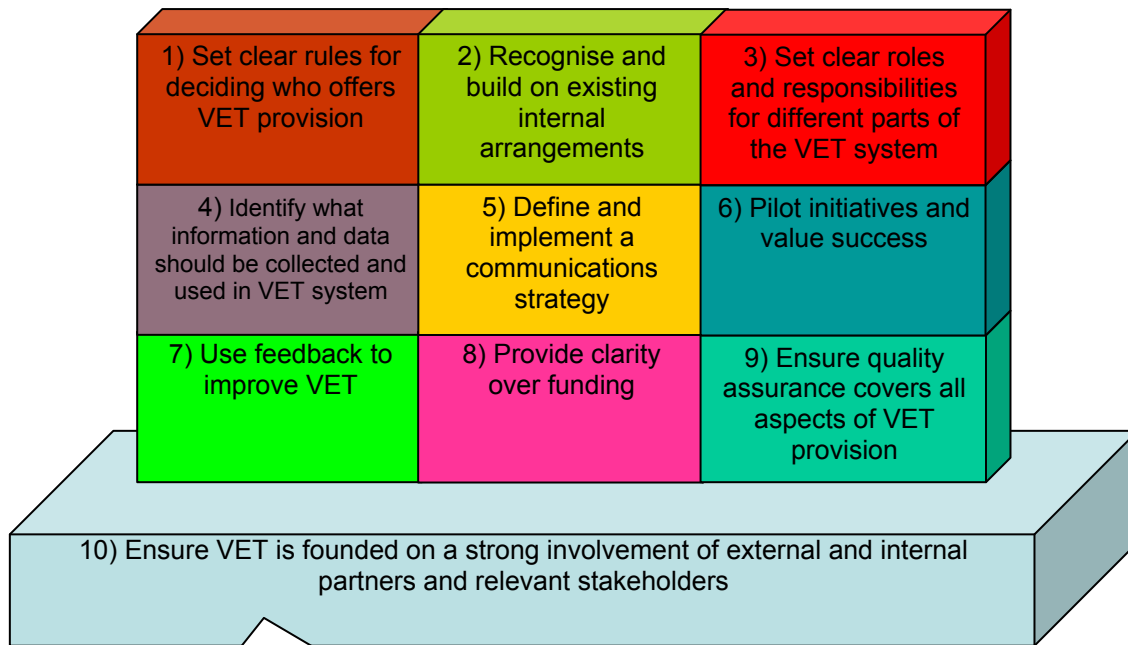 1) Set clear rules for
deciding who offers
VET provision
2) Recognise and
build on existing
internal
arrangements
3) Set clear roles
and responsibilities
for different parts of
the VET system
4) Identify what
information and data
should be collected and
used in VET system
5) Define and
implement a
communications
strategy
6) Pilot initiatives and
value success
7) Use feedback to
improve VET
8) Provide clarity
over funding
9) Ensure quality
assurance covers all
aspects of VET
provision
10) Ensure VET is founded on a strong involvement of external and internal
partners and relevant stakeholders